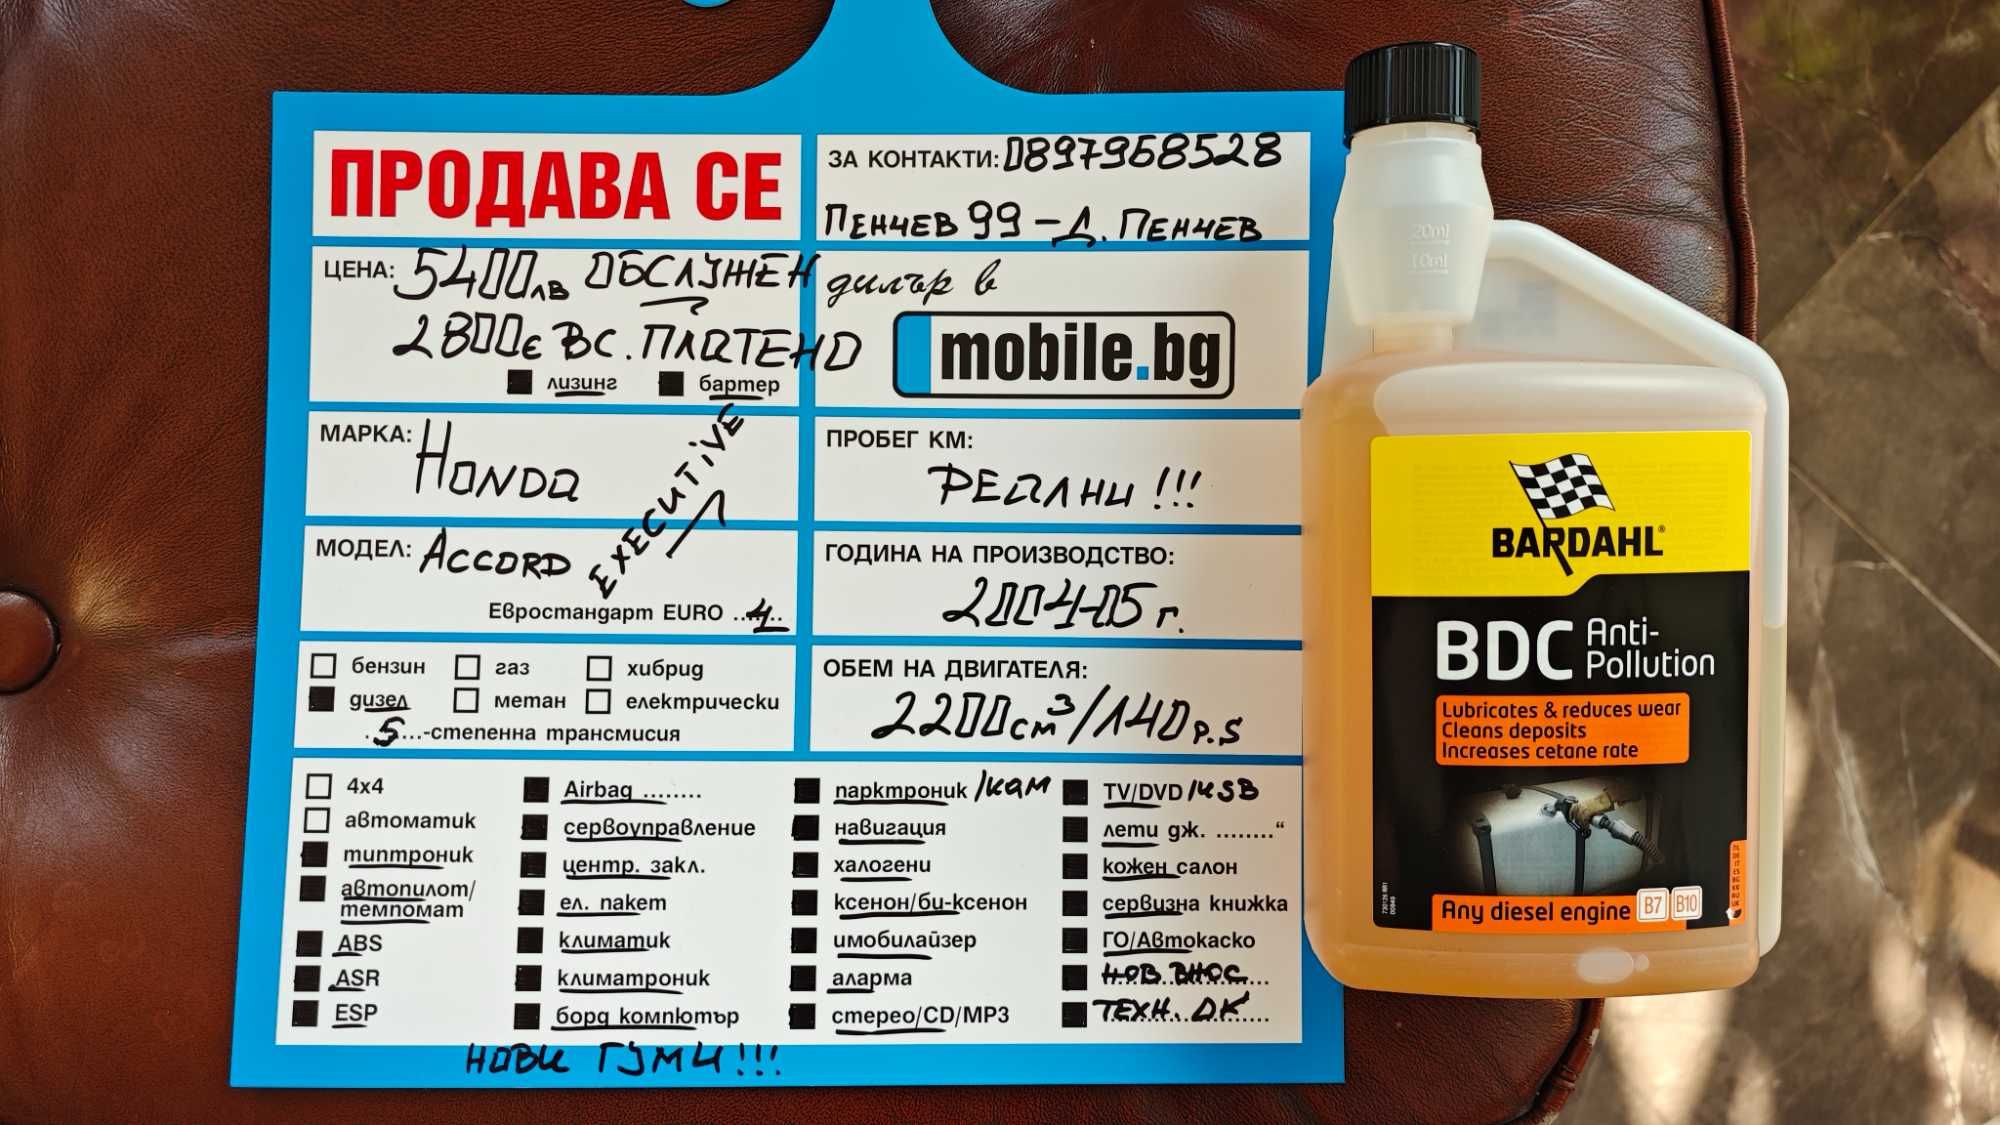 ПРОДАВА СЕ
ЗА КОНТАКТИ: 0897968528
ПЕНЧЕВ 99 – Д. ПЕНЧЕВ
ЦЕНА: 5400лв ОБСЛУЖЕН
2800€ ВС. ПЛАТЕНО
лизинг бартер
дилър в
mobile.bg
МАРКА: HONDA
EXECUTIVE
ПРОБЕГ КМ:
РЕАЛНИ!!!
МОДЕЛ: ACCORD
Евростандарт EURO ..4..
ГОДИНА НА ПРОИЗВОДСТВО:
2004-05 г.
бензин газ хибрид
дизел метан електрически
.5...-степенна трансмисия
ОБЕМ НА ДВИГАТЕЛЯ:
2200см³/140 P.S
4x4
автоматик
типтроник
автопилот/
темпомат
ABS
ASR
ESP
Airbag ........
сервоуправление
центр. закл.
ел. пакет
климатик
климатроник
борд компютър
парктроник /КАМ
навигация
халогени
ксенон/би-ксенон
имобилайзер
аларма
стерео/CD/MP3
TV/DVD/USB
лети дж. ........“
кожен салон
сервизна книжка
ГО/Автокаско
НОВ ВНОС
ТЕХН. ДК
НОВИ ГУМИ!!!
20ml
10ml
BARDAHL®
BDC Anti-
Pollution
Lubricates & reduces wear
Cleans deposits
Increases cetane rate
Any diesel engine B7 B10